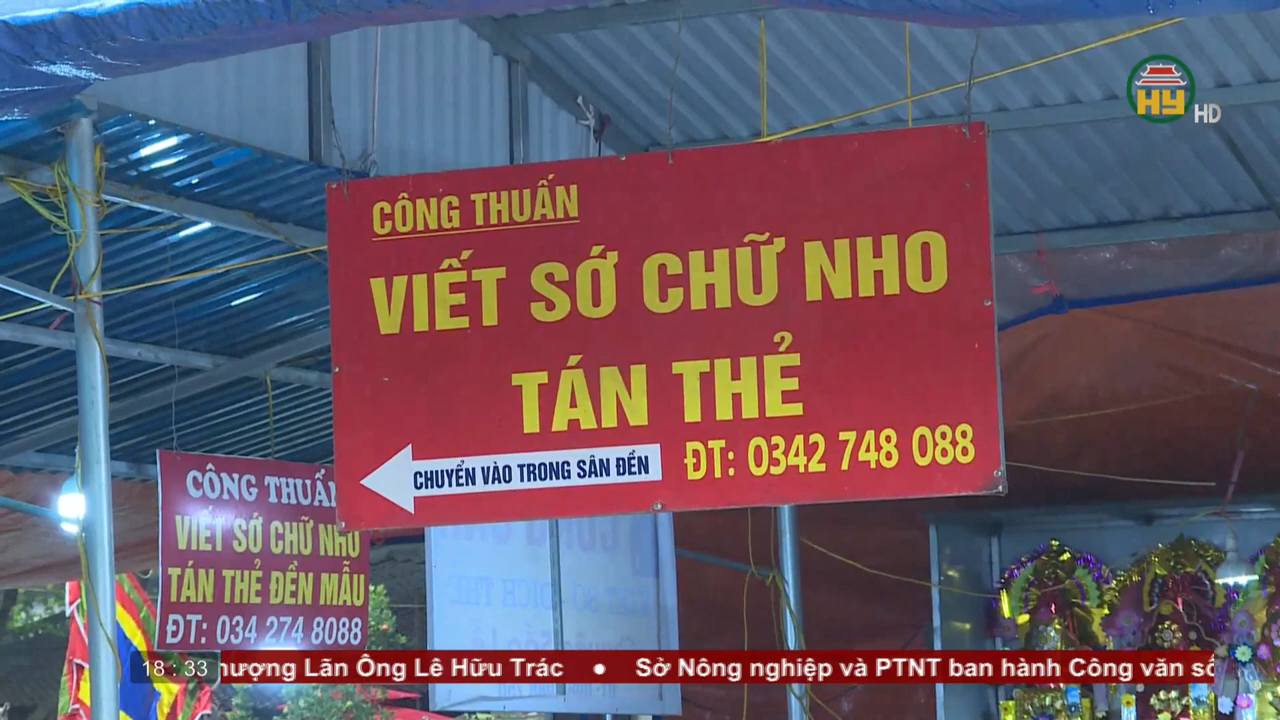 HY HD
CÔNG THUẤN
VIẾT SỚ CHỮ NHO
TÁN THẺ
CHUYỂN VÀO TRONG SÂN ĐỀN
ĐT: 0342 748 088
CÔNG THUẤN
VIẾT SỚ CHỮ NHO
TÁN THẺ ĐỀN MẪU
ĐT: 034 274 8088
18 : 33 hượng Lãn Ông Lê Hữu Trác ● Sở Nông nghiệp và PTNT ban hành Công văn số